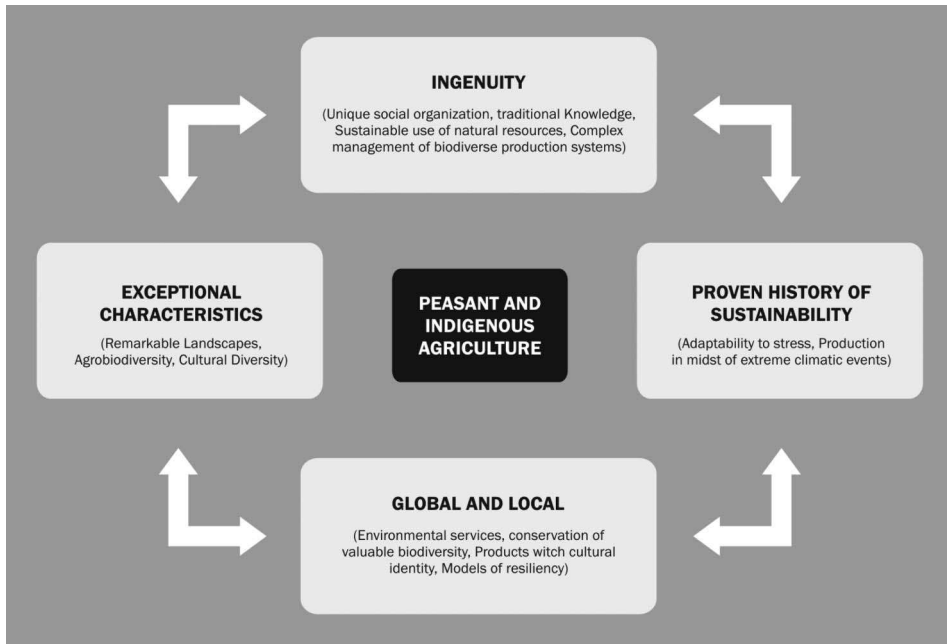 INGENUITY
(Unique social organization, traditional Knowledge,
Sustainable use of natural resources, Complex
management of biodiverse production systems)
EXCEPTIONAL
CHARACTERISTICS
(Remarkable Landscapes,
Agrobiodiversity, Cultural Diversity)
PEASANT AND
INDIGENOUS
AGRICULTURE
PROVEN HISTORY OF
SUSTAINABILITY
(Adaptability to stress, Production
in midst of extreme climatic events)
GLOBAL AND LOCAL
(Environmental services, conservation of
valuable biodiversity, Products witch cultural
identity, Models of resiliency)